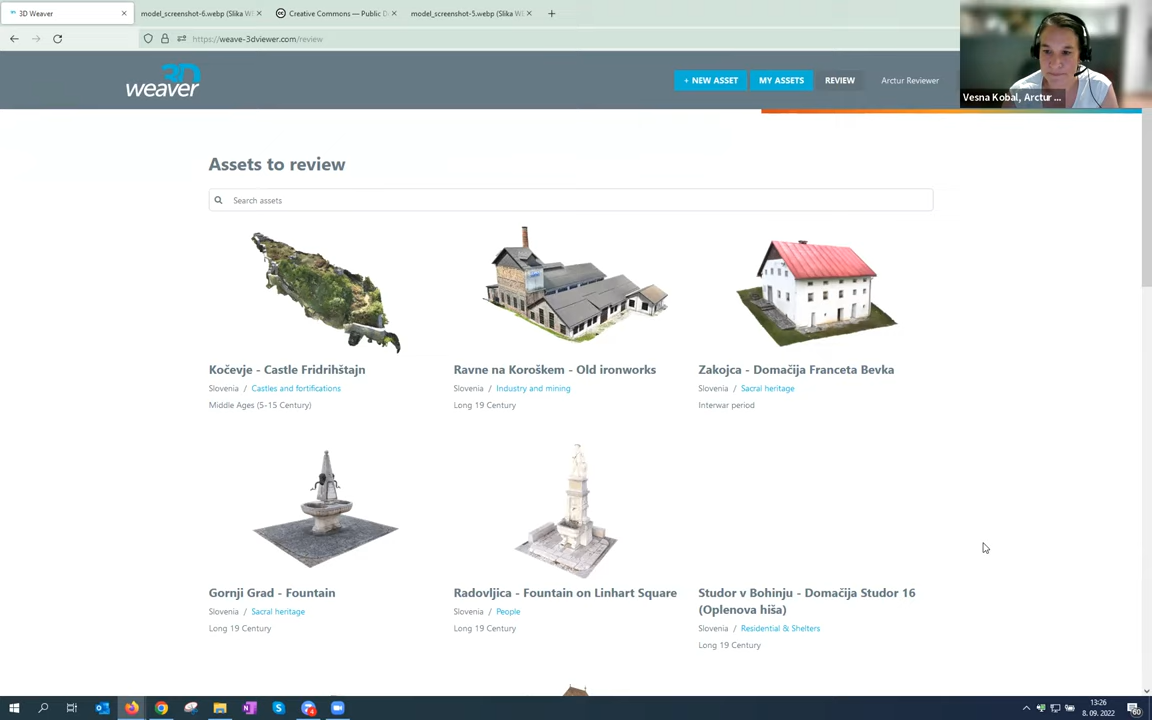 3D Weaver
model_screenshot-6.webp (Slika W
Creative Commons — Public D
model_screenshot-5.webp (Slika W
https://weave-3dviewer.com/review
3D
weaver
+ NEW ASSET
MY ASSETS
REVIEW
Arctur Reviewer
Vesna Kobal, Arctur ...
Assets to review
Search assets
Kočevje - Castle Fridrihštajn
Slovenia / Castles and fortifications
Middle Ages (5-15 Century)
Ravne na Koroškem - Old ironworks
Slovenia / Industry and mining
Long 19 Century
Zakojca - Domačija Franceta Bevka
Slovenia / Sacral heritage
Interwar period
Gornji Grad - Fountain
Slovenia / Sacral heritage
Long 19 Century
Radovljica - Fountain on Linhart Square
Slovenia / People
Long 19 Century
Studor v Bohinju - Domačija Studor 16
(Oplenova hiša)
Slovenia / Residential & Shelters
Long 19 Century
13:26
8. 09. 2022
60